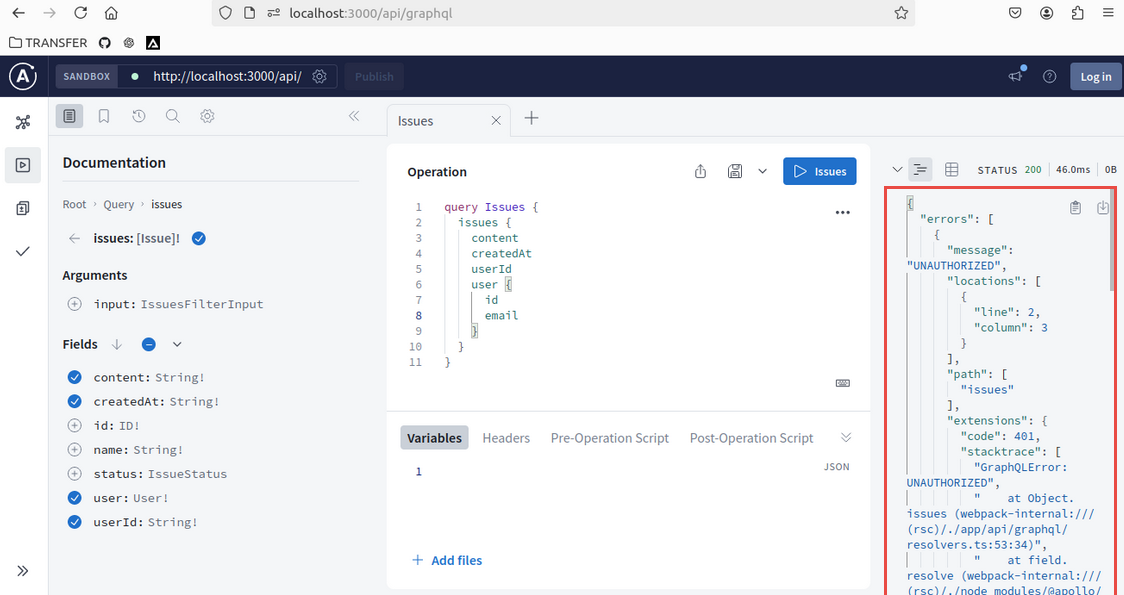 localhost:3000/api/graphql
TRANSFER
SANDBOX
http://localhost:3000/api/
Publish
Log in
Documentation
Root › Query › issues
issues: [Issue]!
Arguments
input: IssuesFilterInput
Fields
content: String!
createdAt: String!
id: ID!
name: String!
status: IssueStatus
user: User!
userId: String!
Issues
Operation
Issues
1 query Issues {
2 issues {
3 content
4 createdAt
5 userId
6 user {
7 id
8 email
9 }
10 }
11 }
Variables Headers Pre-Operation Script Post-Operation Script
1
JSON
+ Add files
STATUS 200 46.0ms 0B
{
"errors": [
{
"message":
"UNAUTHORIZED",
"locations": [
{
"line": 2,
"column": 3
}
],
"path": [
"issues"
],
"extensions": {
"code": 401,
"stacktrace": [
"GraphQLError:
UNAUTHORIZED",
" at Object.
issues (webpack-internal:///
(rsc)/./app/api/graphql/
resolvers.ts:53:34)",
" at field.
resolve (webpack-internal:///
(rsc)/./node_modules/@apollo/